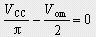 V_CC/π − V_om/2 = 0